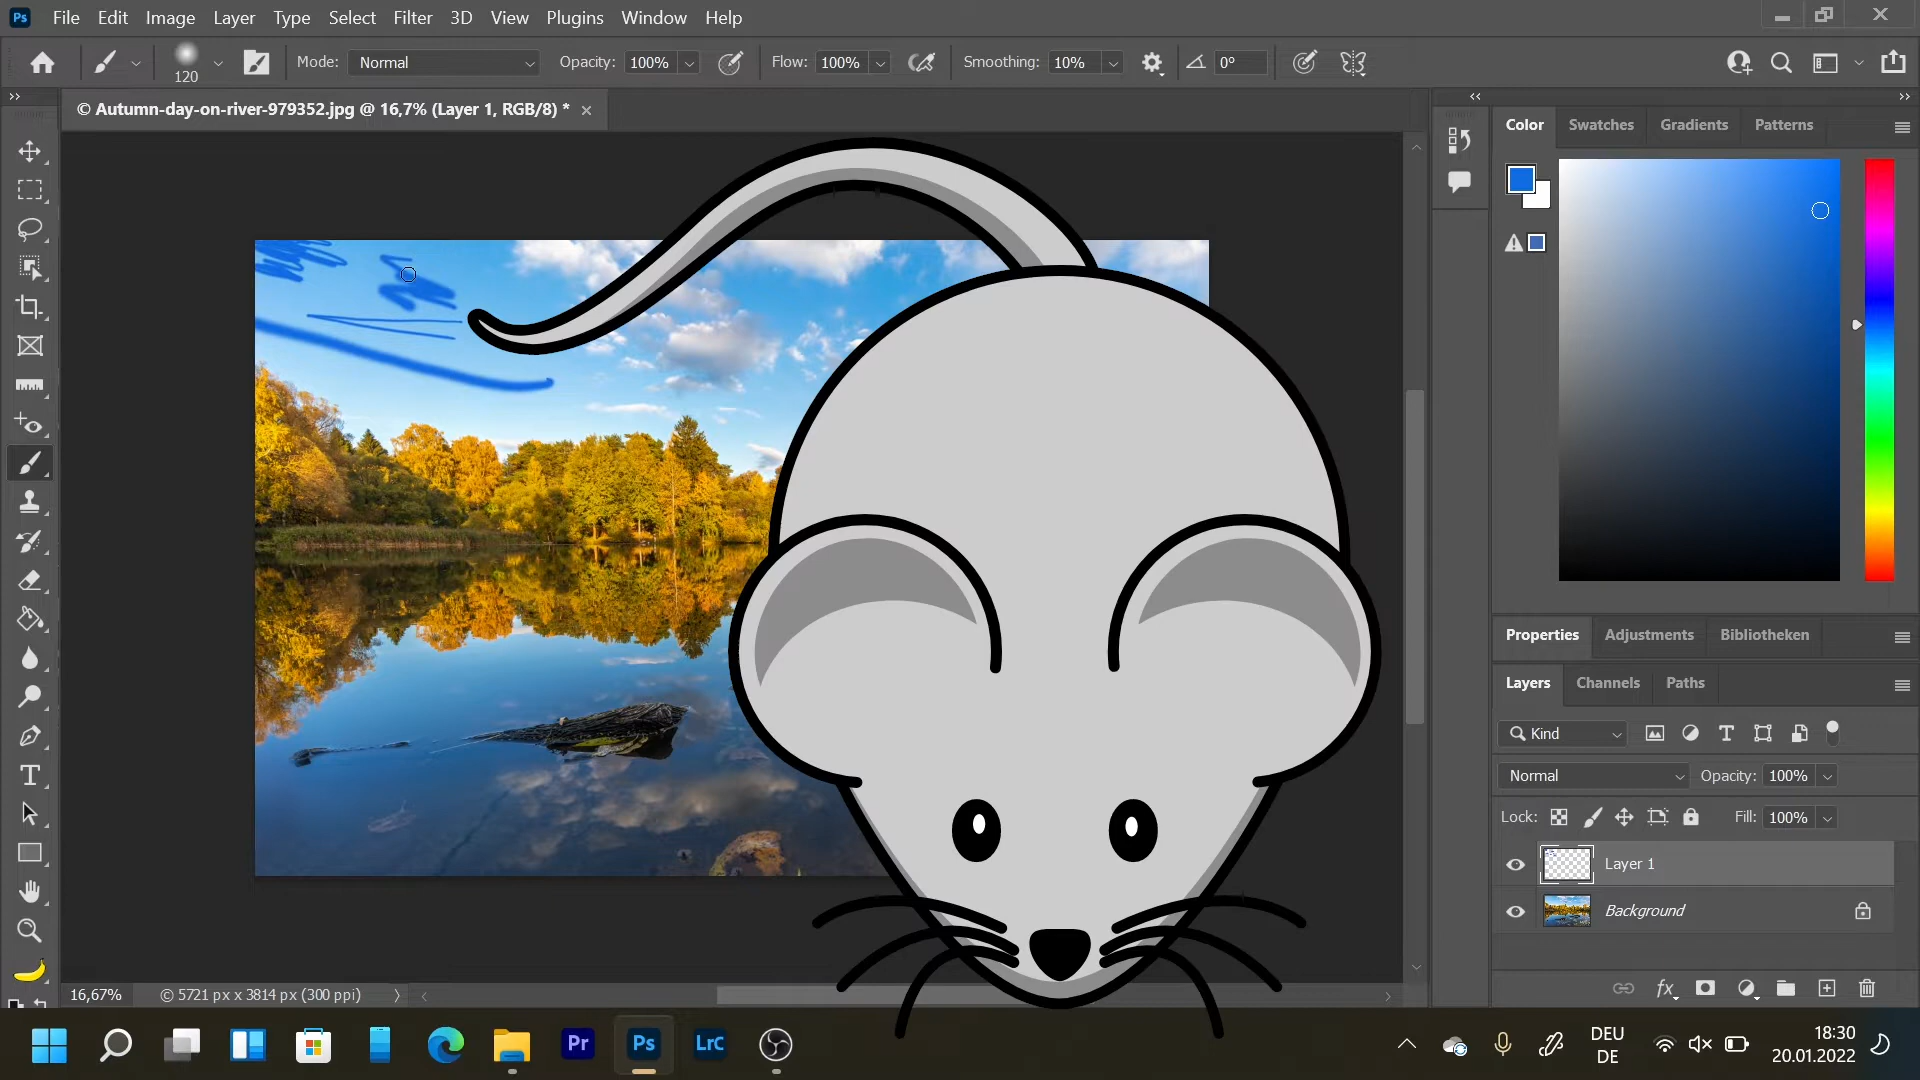 Ps File Edit Image Layer Type Select Filter 3D View Plugins Window Help
120 Mode: Normal Opacity: 100% Flow: 100% Smoothing: 10% 0°
© Autumn-day-on-river-979352.jpg @ 16,7% (Layer 1, RGB/8) *
Color Swatches Gradients Patterns
Properties Adjustments Bibliotheken
Layers Channels Paths
Kind
Normal Opacity: 100%
Lock: Fill: 100%
Layer 1
Background
fx
16,67% © 5721 px x 3814 px (300 ppi)
Pr Ps LrC
DEU
DE
18:30
20.01.2022